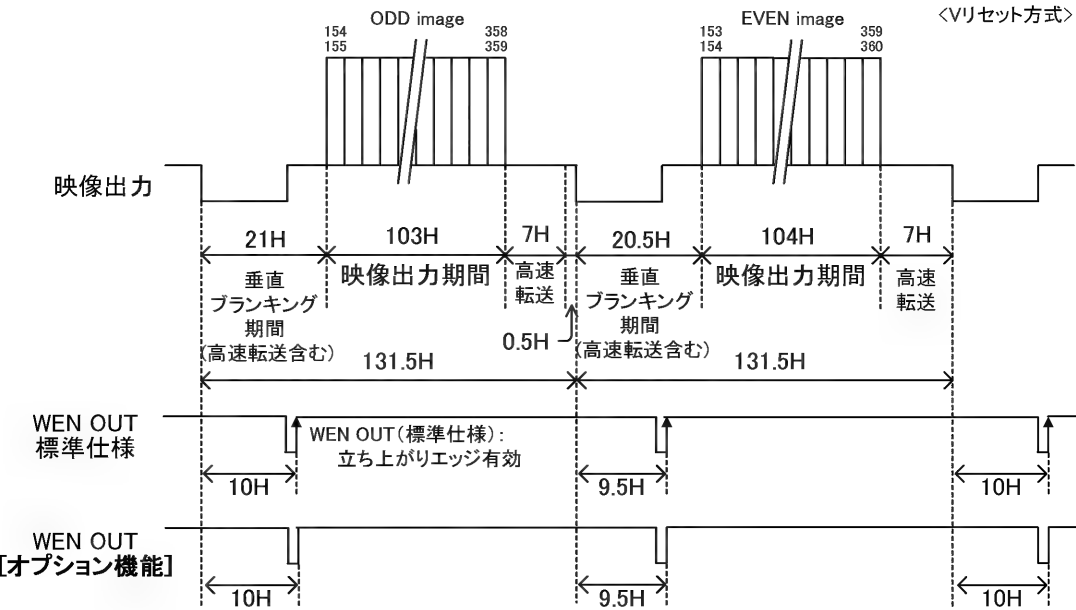 ODD image
EVEN image
<Vリセット方式>
154
155
358
359
153
154
359
360
映像出力
21H
103H
7H
20.5H
104H
7H
垂直
ブランキング
期間
(高速転送含む)
映像出力期間
高速
転送
0.5H
垂直
ブランキング
期間
(高速転送含む)
映像出力期間
高速
転送
131.5H
131.5H
WEN OUT
標準仕様
WEN OUT(標準仕様):
立ち上がりエッジ有効
10H
9.5H
10H
WEN OUT
[オプション機能]
10H
9.5H
10H